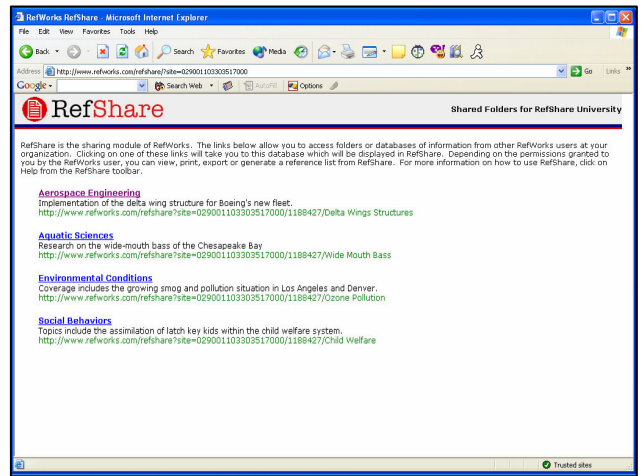 RefWorks RefShare - Microsoft Internet Explorer
File Edit View Favorites Tools Help
Back Search Favorites Media
Address http://www.refworks.com/refshare/?site=029001103303517000 Go Links »
Google Search Web AutoFill Options
RefShare Shared Folders for RefShare University
RefShare is the sharing module of RefWorks. The links below allow you to access folders or databases of information from other RefWorks users at your
organization. Clicking on one of these links will take you to this database which will be displayed in RefShare. Depending on the permissions granted to
you by the RefWorks user, you can view, print, export or generate a reference list from RefShare. For more information on how to use RefShare, click on
Help from the RefShare toolbar.
Aerospace Engineering
Implementation of the delta wing structure for Boeing's new fleet.
http://www.refworks.com/refshare?site=029001103303517000/1188427/Delta Wings Structures
Aquatic Sciences
Research on the wide-mouth bass of the Chesapeake Bay
http://www.refworks.com/refshare?site=029001103303517000/1188427/Wide Mouth Bass
Environmental Conditions
Coverage includes the growing smog and pollution situation in Los Angeles and Denver.
http://www.refworks.com/refshare?site=029001103303517000/1188427/Ozone Pollution
Social Behaviors
Topics include the assimilation of latch key kids within the child welfare system.
http://www.refworks.com/refshare?site=029001103303517000/1188427/Child Welfare
Trusted sites